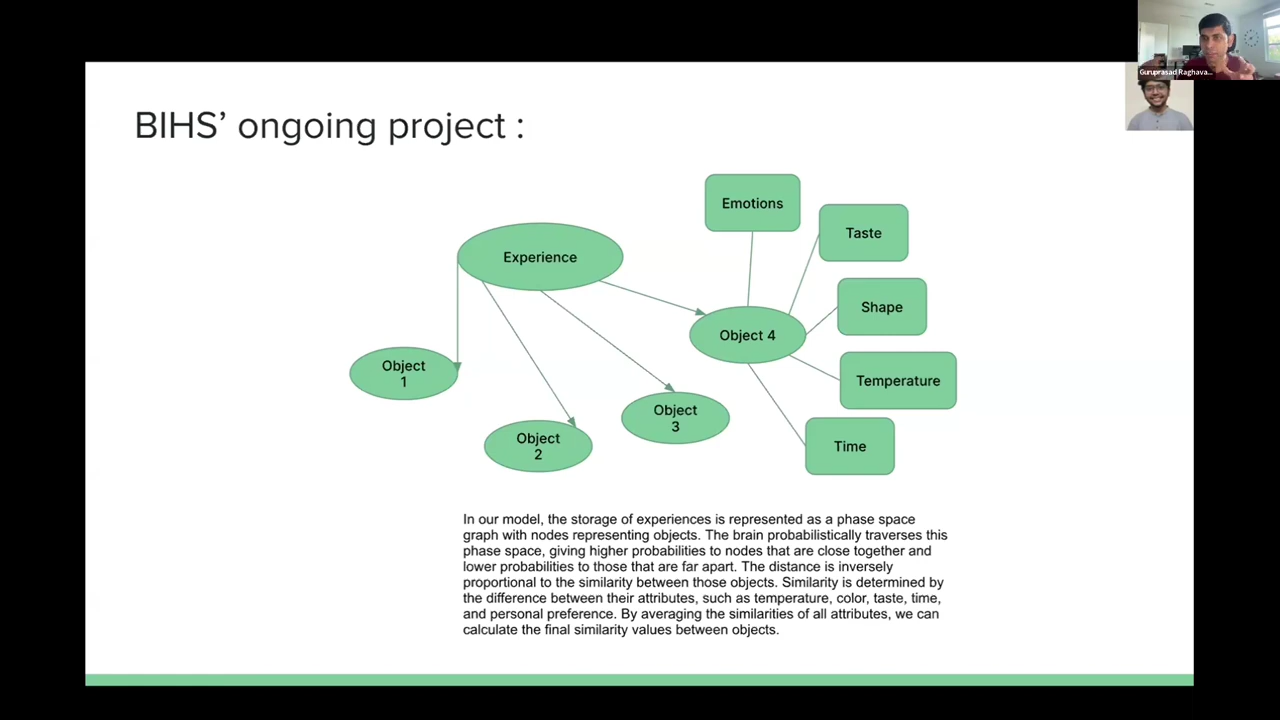 Guruprasad Raghava...
BIHS' ongoing project :
Emotions
Taste
Experience
Shape
Object 4
Object
1
Temperature
Object
3
Object
2
Time
In our model, the storage of experiences is represented as a phase space
graph with nodes representing objects. The brain probabilistically traverses this
phase space, giving higher probabilities to nodes that are close together and
lower probabilities to those that are far apart. The distance is inversely
proportional to the similarity between those objects. Similarity is determined by
the difference between their attributes, such as temperature, color, taste, time,
and personal preference. By averaging the similarities of all attributes, we can
calculate the final similarity values between objects.